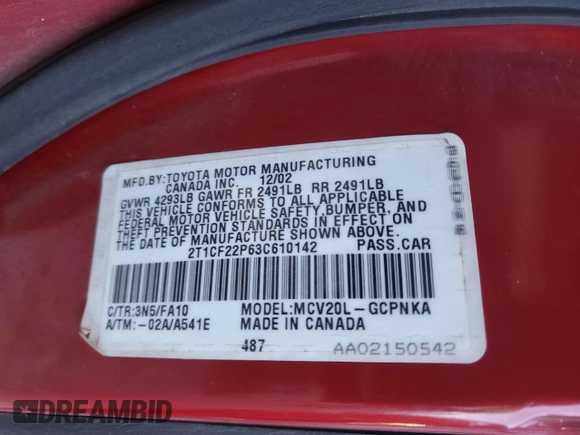 MFD.BY:TOYOTA MOTOR MANUFACTURING
CANADA INC. 12/02
GVWR 4293LB GAWR FR 2491LB RR 2491LB
THIS VEHICLE CONFORMS TO ALL APPLICABLE
FEDERAL MOTOR VEHICLE SAFETY,BUMPER, AND
THEFT PREVENTION STANDARDS IN EFFECT ON
THE DATE OF MANUFACTURE SHOWN ABOVE.
2T1CF22P63C610142 PASS.CAR
C/TR:3N5/FA10 MODEL:MCV20L-GCPNKA
A/TM:-02A/A541E MADE IN CANADA
487 AA02150542
DREAMBID